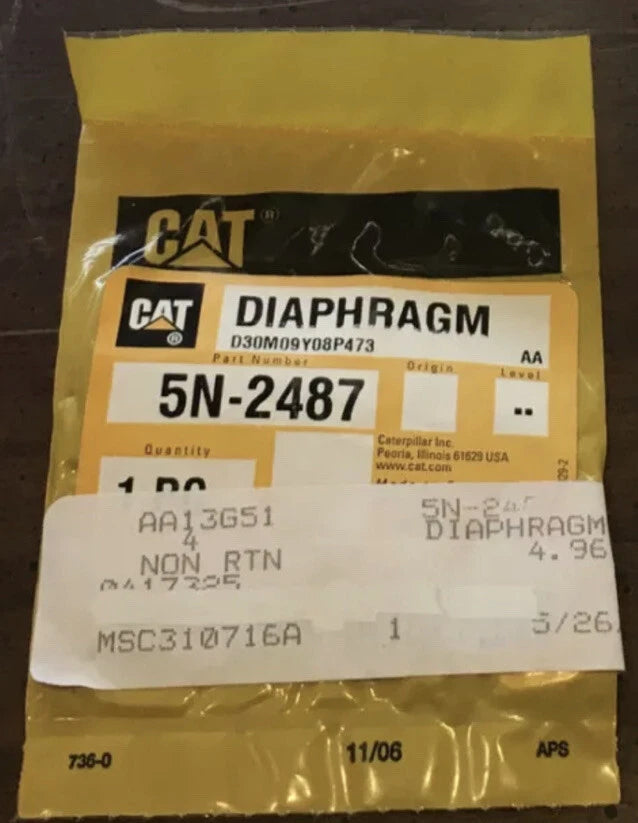 CAT®
CAT®
DIAPHRAGM
D30M09Y08P473
AA
Part Number
Origin
Level
5N-2487
--
Quantity
Caterpillar Inc.
Peoria, Illinois 61629 USA
www.cat.com
AA13G51
DIAPHRAGM
4
4.96
NON RTN
MSC310716A 1
736-0 11/06 APS